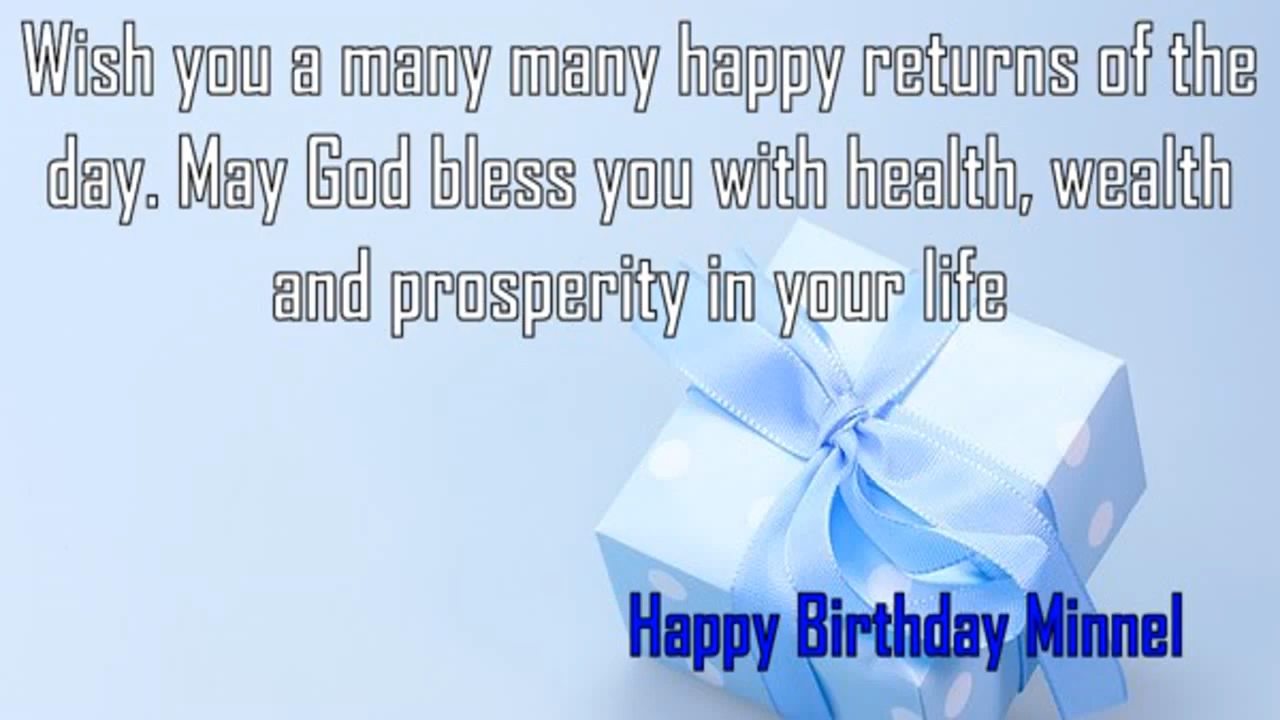 Wish you a many many happy returns of the
day. May God bless you with health, wealth
and prosperity in your life
Happy Birthday Minnel